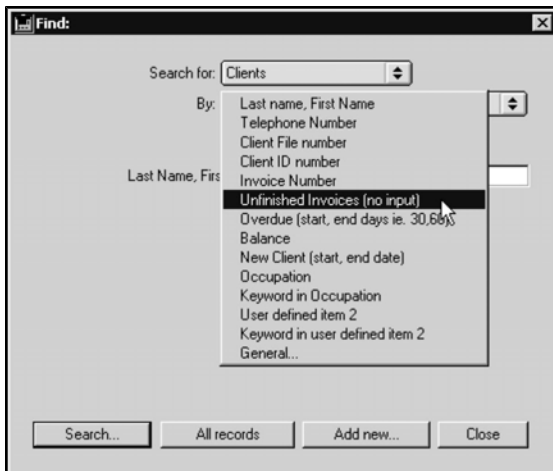 Find:
Search for: Clients
By:
Last name, First Name
Telephone Number
Client File number
Client ID number
Last Name, Firs
Invoice Number
Unfinished Invoices (no input)
Overdue (start, end days ie. 30,60)
Balance
New Client (start, end date)
Occupation
Keyword in Occupation
User defined item 2
Keyword in user defined item 2
General...
Search... All records Add new... Close